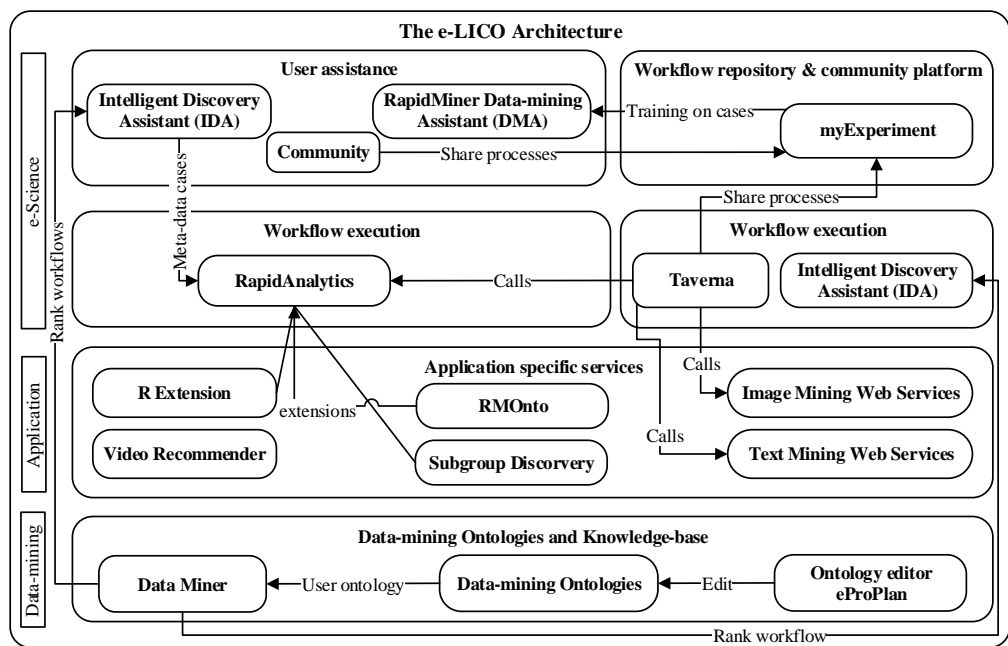 The e-LICO Architecture
e-Science
User assistance
Intelligent Discovery
Assistant (IDA)
RapidMiner Data-mining
Assistant (DMA)
Community
Workflow repository & community platform
Training on cases
myExperiment
Share processes
Meta-data cases
Share processes
Rank workflows
Workflow execution
RapidAnalytics
Calls
Workflow execution
Taverna
Intelligent Discovery
Assistant (IDA)
Application
Application specific services
Calls
R Extension
extensions
RMOnto
Image Mining Web Services
Video Recommender
Subgroup Discorvery
Calls
Text Mining Web Services
Data-mining
Data-mining Ontologies and Knowledge-base
Data Miner
User ontology
Data-mining Ontologies
Edit
Ontology editor
eProPlan
Rank workflow